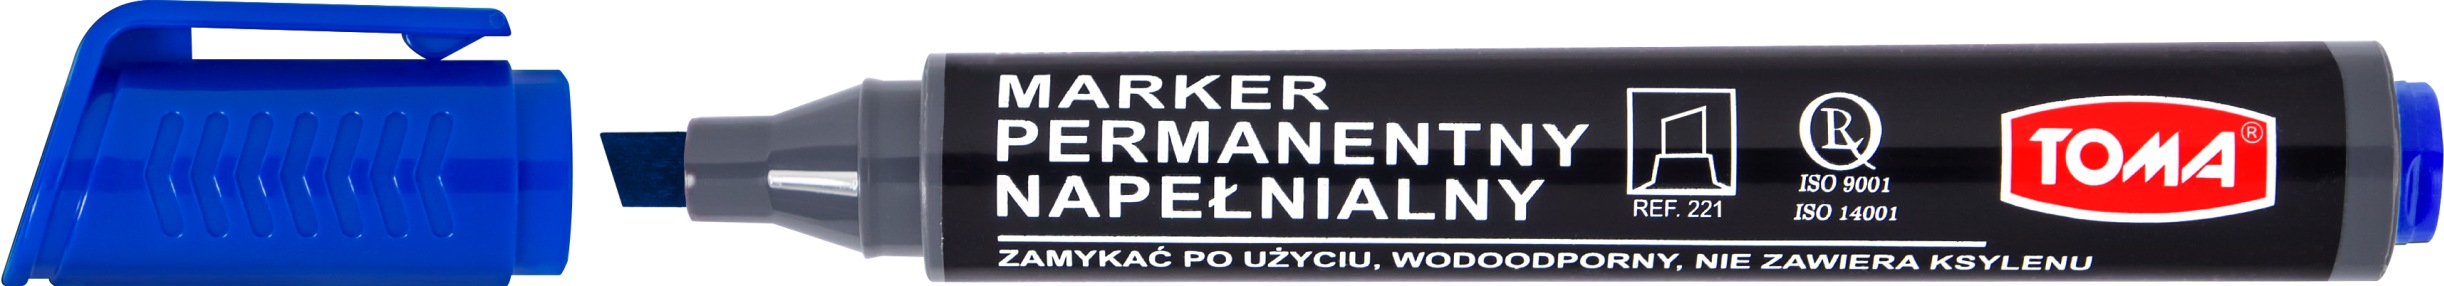 MARKER
PERMANENTNY
NAPEŁNIALNY
ZAMYKAĆ PO UŻYCIU, WODOODPORNY, NIE ZAWIERA KSYLENU
REF. 221
R
ISO 9001
ISO 14001
TOMA®